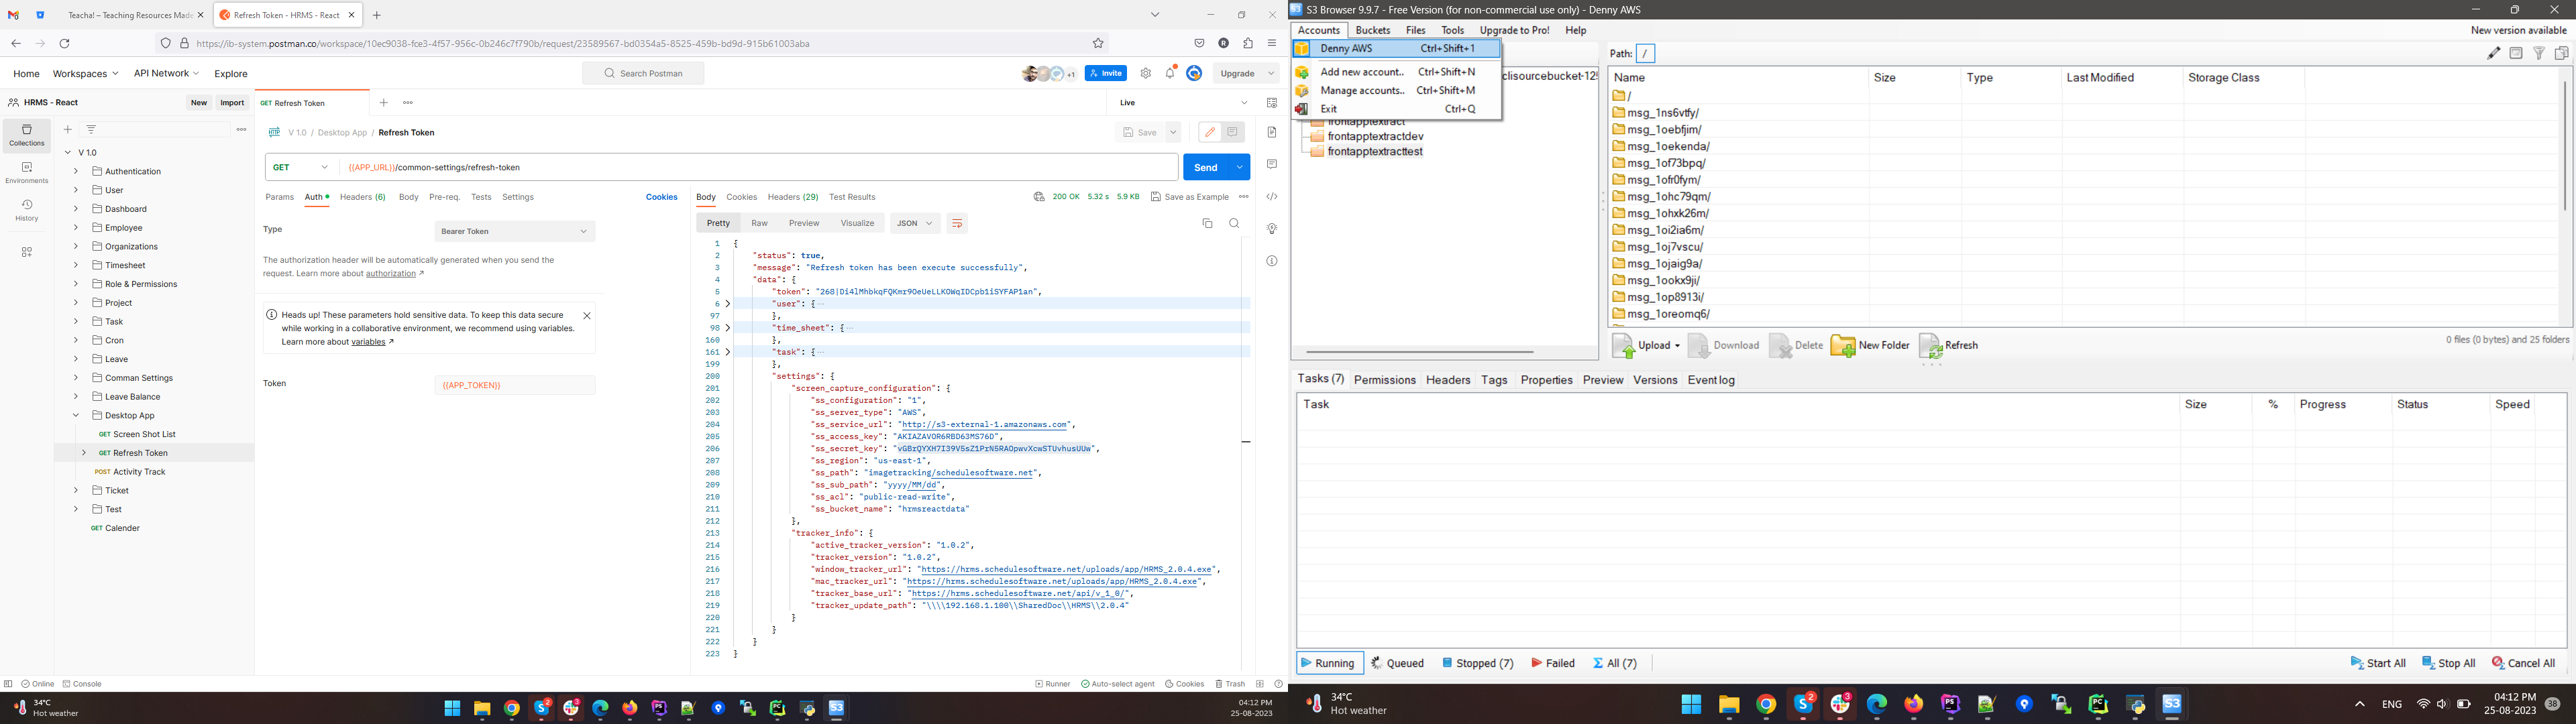 Teacha! – Teaching Resources Made
Refresh Token - HRMS - React
https://ib-system.postman.co/workspace/10ec9038-fce3-4f57-956c-0b246c7f790b/request/23589567-bd0354a5-8525-459b-bd9d-915b61003aba
Home Workspaces API Network Explore
Search Postman
+1 Invite Upgrade
HRMS - React New Import
GET Refresh Token
Live
Collections
Environments
History
V 1.0
Authentication
User
Dashboard
Employee
Organizations
Timesheet
Role & Permissions
Project
Task
Cron
Leave
Comman Settings
Leave Balance
Desktop App
GET Screen Shot List
GET Refresh Token
POST Activity Track
Ticket
Test
GET Calender
V 1.0 / Desktop App / Refresh Token
Save
GET {{APP_URL}}/common-settings/refresh-token
Send
Params Auth Headers (6) Body Pre-req. Tests Settings Cookies
Type Bearer Token
The authorization header will be automatically generated when you send the
request. Learn more about authorization ↗
Heads up! These parameters hold sensitive data. To keep this data secure
while working in a collaborative environment, we recommend using variables.
Learn more about variables ↗
Token {{APP_TOKEN}}
Body Cookies Headers (29) Test Results 200 OK 5.32 s 5.9 KB Save as Example
Pretty Raw Preview Visualize JSON
1 {
2 "status": true,
3 "message": "Refresh token has been execute successfully",
4 "data": {
5 "token": "268|Di4lMhbkqFQKmr9OeUeLLKOWqIDCpb1iSYFAP1an",
6 "user": {
97 },
98 "time_sheet": {
160 },
161 "task": {
199 },
200 "settings": {
201 "screen_capture_configuration": {
202 "ss_configuration": "1",
203 "ss_server_type": "AWS",
204 "ss_service_url": "http://s3-external-1.amazonaws.com",
205 "ss_access_key": "AKIAZAVOR6RBD63MS76D",
206 "ss_secret_key": "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",
207 "ss_region": "us-east-1",
208 "ss_path": "imagetracking/schedulesoftware.net",
209 "ss_sub_path": "yyyy/MM/dd",
210 "ss_acl": "public-read-write",
211 "ss_bucket_name": "hrmsreactdata"
212 },
213 "tracker_info": {
214 "active_tracker_version": "1.0.2",
215 "tracker_version": "1.0.2",
216 "window_tracker_url": "https://hrms.schedulesoftware.net/uploads/app/HRMS_2.0.4.exe",
217 "mac_tracker_url": "https://hrms.schedulesoftware.net/uploads/app/HRMS_2.0.4.exe",
218 "tracker_base_url": "https://hrms.schedulesoftware.net/api/v_1_0/",
219 "tracker_update_path": "\\\\192.168.1.100\\SharedDoc\\HRMS\\2.0.4"
220 }
221 }
222 }
223 }
Online Console Runner Auto-select agent Cookies Trash
34°C
Hot weather
04:12 PM
25-08-2023
S3 Browser 9.9.7 - Free Version (for non-commercial use only) - Denny AWS
Accounts Buckets Files Tools Upgrade to Pro! Help
New version available
Denny AWS Ctrl+Shift+1
Add new account.. Ctrl+Shift+N
Manage accounts.. Ctrl+Shift+M
Exit Ctrl+Q
clisourcebucket-125
frontapptextract
frontapptextractdev
frontapptextracttest
Path: /
Name Size Type Last Modified Storage Class
/
msg_1ns6vtfy/
msg_1oebfjim/
msg_1oekenda/
msg_1of73bpq/
msg_1ofr0fym/
msg_1ohc79qm/
msg_1ohxk26m/
msg_1oi2ia6m/
msg_1oj7vscu/
msg_1ojaig9a/
msg_1ookx9ji/
msg_1op8913i/
msg_1oreomq6/
Upload Download Delete New Folder Refresh
0 files (0 bytes) and 25 folders
Tasks (7) Permissions Headers Tags Properties Preview Versions Event log
Task Size % Progress Status Speed
Running Queued Stopped (7) Failed All (7) Start All Stop All Cancel All
34°C
Hot weather
ENG
04:12 PM
25-08-2023
38